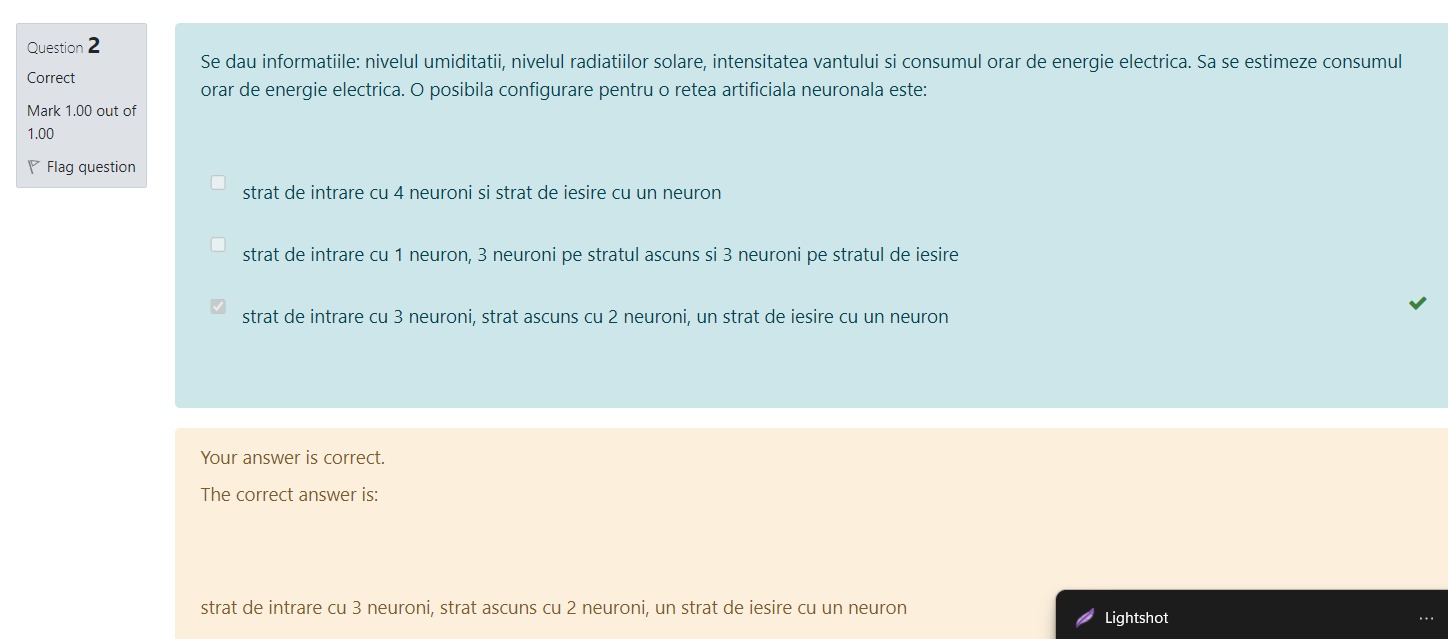 Question 2
Correct
Mark 1.00 out of
1.00
Flag question
Se dau informatiile: nivelul umiditatii, nivelul radiatiilor solare, intensitatea vantului si consumul orar de energie electrica. Sa se estimeze consumul
orar de energie electrica. O posibila configurare pentru o retea artificiala neuronala este:
strat de intrare cu 4 neuroni si strat de iesire cu un neuron
strat de intrare cu 1 neuron, 3 neuroni pe stratul ascuns si 3 neuroni pe stratul de iesire
strat de intrare cu 3 neuroni, strat ascuns cu 2 neuroni, un strat de iesire cu un neuron
Your answer is correct.
The correct answer is:
strat de intrare cu 3 neuroni, strat ascuns cu 2 neuroni, un strat de iesire cu un neuron
Lightshot